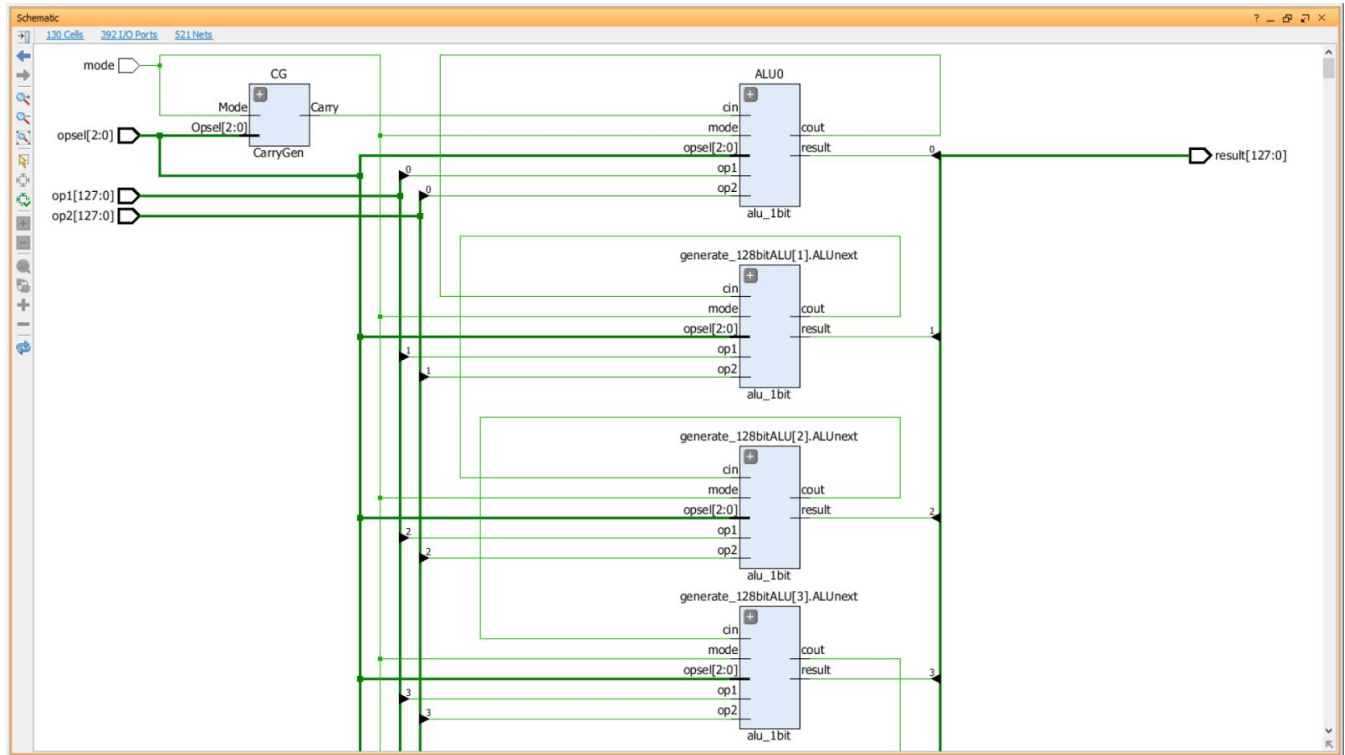 Schematic
130 Cells 392 I/O Ports 521 Nets
mode
CG
Mode Carry
Opsel[2:0]
CarryGen
opsel[2:0]
op1[127:0]
op2[127:0]
ALU0
cin
mode cout
opsel[2:0] result 0
0 op1
0 op2
alu_1bit
result[127:0]
generate_128bitALU[1].ALUnext
cin
mode cout
opsel[2:0] result 1
1 op1
1 op2
alu_1bit
generate_128bitALU[2].ALUnext
cin
mode cout
opsel[2:0] result 2
2 op1
2 op2
alu_1bit
generate_128bitALU[3].ALUnext
cin
mode cout
opsel[2:0] result 3
3 op1
3 op2
alu_1bit